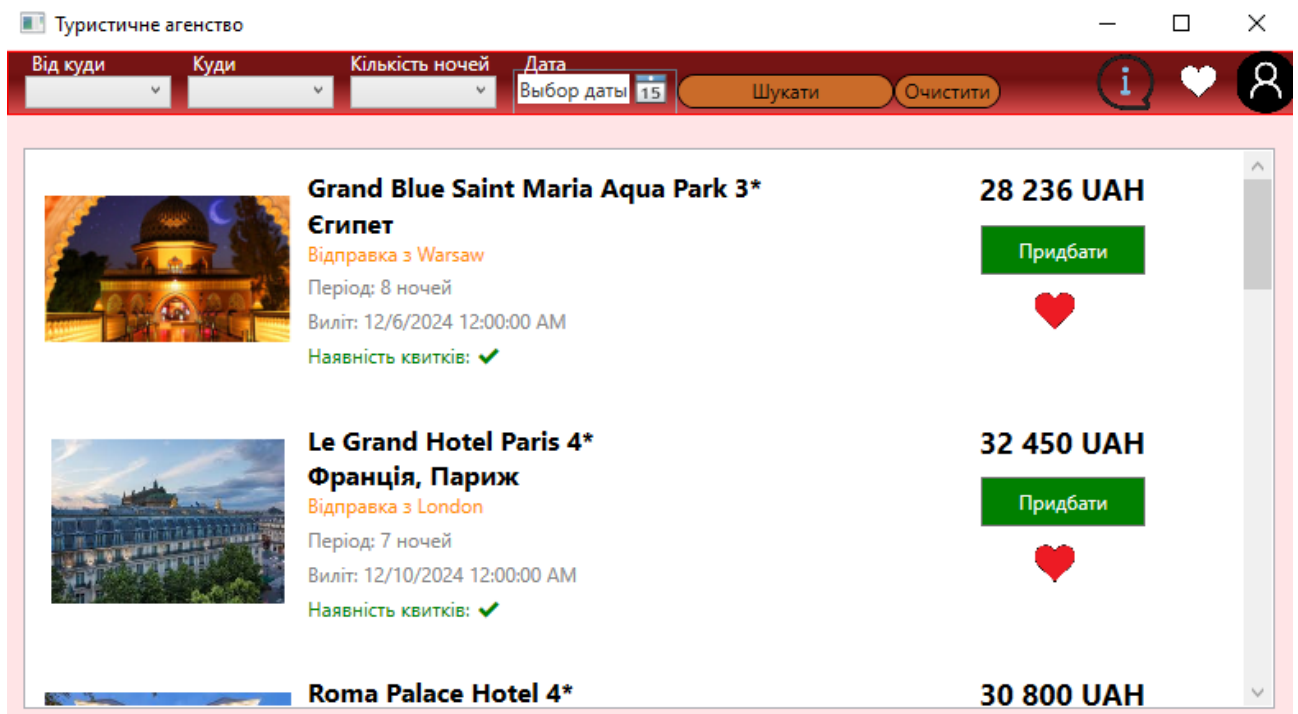 Туристичне агенство
Від куди Куди Кількість ночей Дата
Выбор даты 15 Шукати Очистити i
Grand Blue Saint Maria Aqua Park 3* 28 236 UAH
Єгипет
Придбати
Відправка з Warsaw
Період: 8 ночей
Виліт: 12/6/2024 12:00:00 AM
Наявність квитків: ✔
Le Grand Hotel Paris 4* 32 450 UAH
Франція, Париж
Придбати
Відправка з London
Період: 7 ночей
Виліт: 12/10/2024 12:00:00 AM
Наявність квитків: ✔
Roma Palace Hotel 4* 30 800 UAH